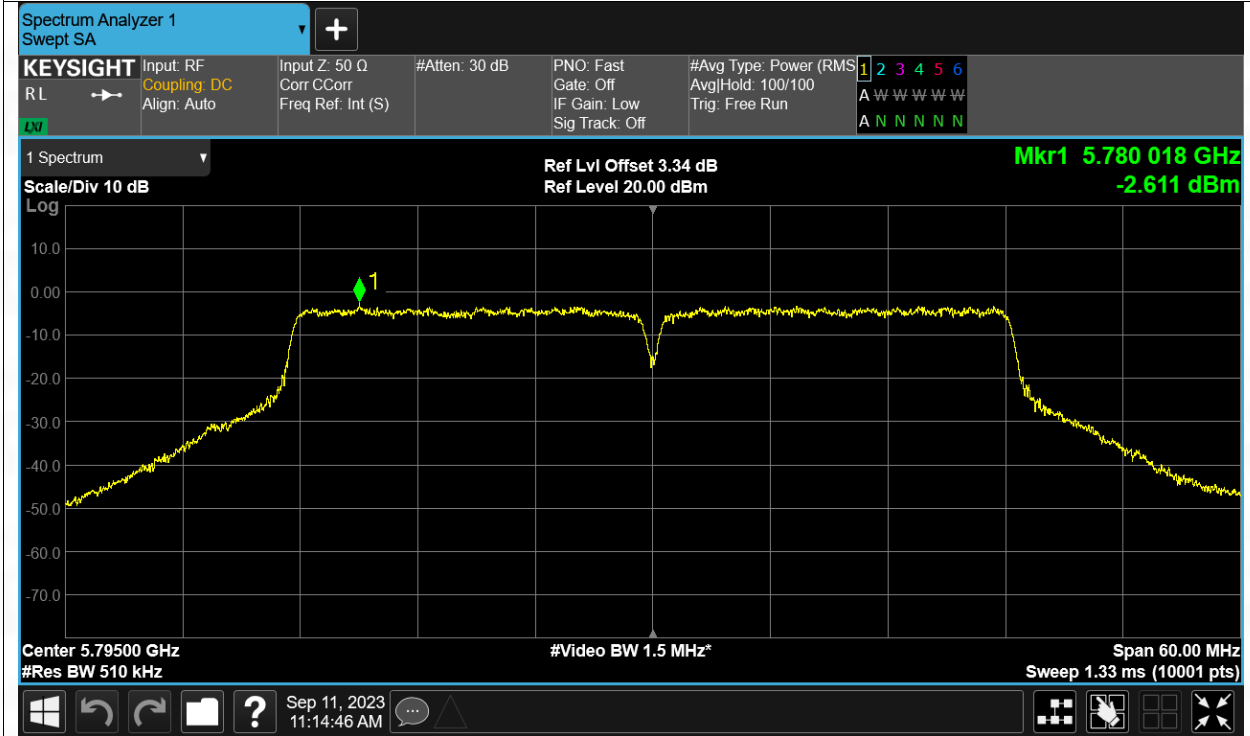 Spectrum Analyzer 1
Swept SA
KEYSIGHT
R L
LXI
Input: RF
Coupling: DC
Align: Auto
Input Z: 50 Ω
Corr CCorr
Freq Ref: Int (S)
#Atten: 30 dB
PNO: Fast
Gate: Off
IF Gain: Low
Sig Track: Off
#Avg Type: Power (RMS
Avg|Hold: 100/100
Trig: Free Run
1 2 3 4 5 6
A W W W W W
A N N N N N
1 Spectrum
Scale/Div 10 dB
Log
Ref Lvl Offset 3.34 dB
Ref Level 20.00 dBm
Mkr1 5.780 018 GHz
-2.611 dBm
10.0
0.00
-10.0
-20.0
-30.0
-40.0
-50.0
-60.0
-70.0
1
Center 5.79500 GHz
#Res BW 510 kHz
#Video BW 1.5 MHz*
Span 60.00 MHz
Sweep 1.33 ms (10001 pts)
?
Sep 11, 2023
11:14:46 AM